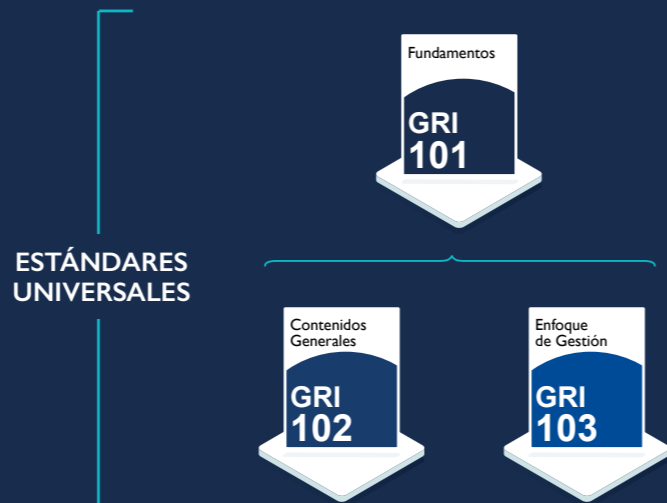 Fundamentos
GRI
101
ESTÁNDARES
UNIVERSALES
Contenidos
Generales
GRI
102
Enfoque
de Gestión
GRI
103